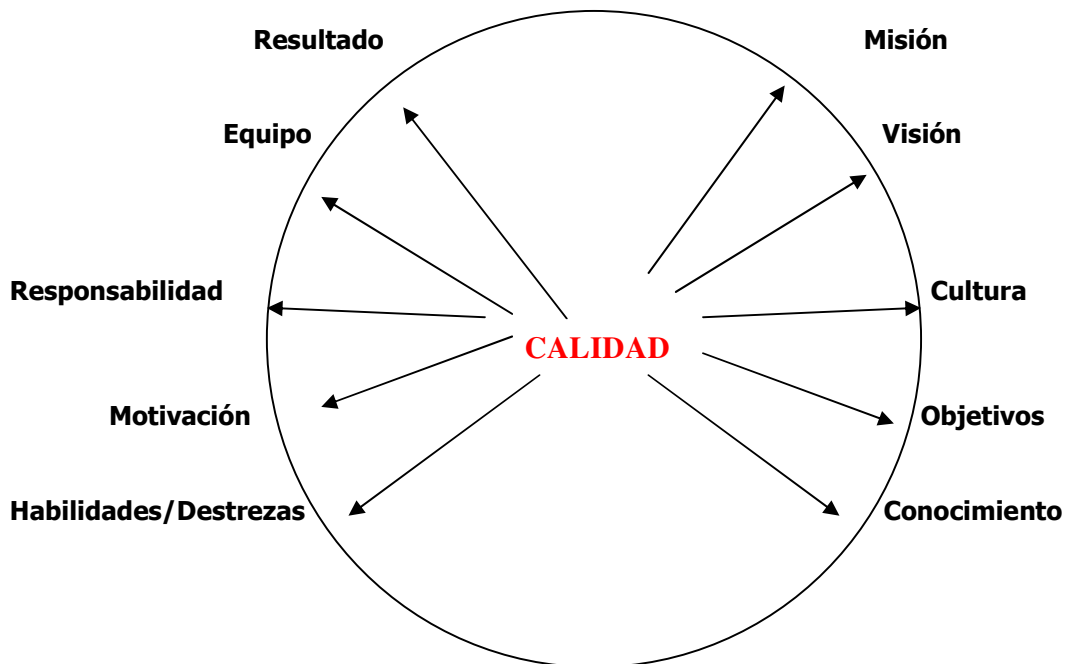 Resultado
Misión
Equipo
Visión
Responsabilidad
Cultura
CALIDAD
Motivación
Objetivos
Habilidades/Destrezas
Conocimiento